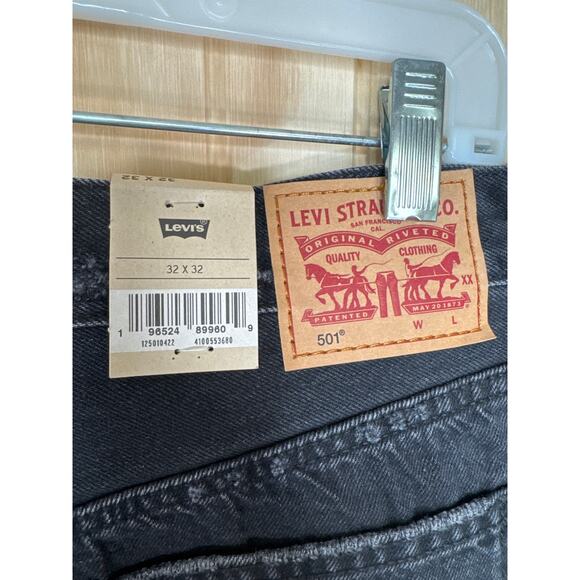 32 X 32
LEVI'S
32 X 32
1 96524 89960 9
125010422 4100553680
LEVI STRAU CO.
SAN FRANCISCO
CAL.
ORIGINAL RIVETED
QUALITY CLOTHING
XX
PATENTED MAY 20 1873
501® W L